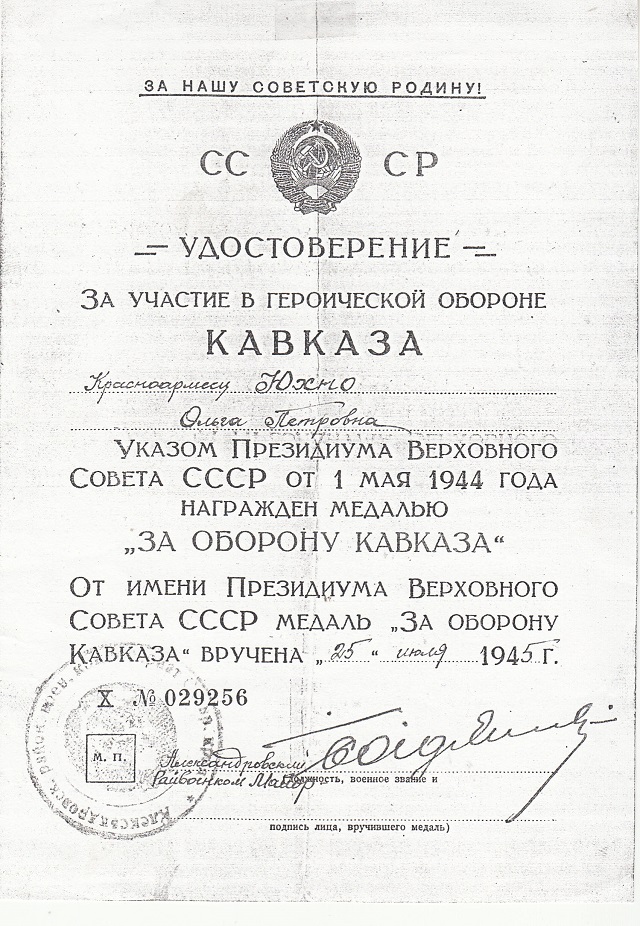 ЗА НАШУ СОВЕТСКУЮ РОДИНУ!
СС СР
УДОСТОВЕРЕНИЕ
ЗА УЧАСТИЕ В ГЕРОИЧЕСКОЙ ОБОРОНЕ
КАВКАЗА
Красноармеец Юхно
Ольга Петровна
УКАЗОМ ПРЕЗИДИУМА ВЕРХОВНОГО
СОВЕТА СССР ОТ 1 МАЯ 1944 ГОДА
НАГРАЖДЕН МЕДАЛЬЮ
„ЗА ОБОРОНУ КАВКАЗА“
ОТ ИМЕНИ ПРЕЗИДИУМА ВЕРХОВНОГО
СОВЕТА СССР МЕДАЛЬ „ЗА ОБОРОНУ
КАВКАЗА“ ВРУЧЕНА „25“ июля 1945 г.
X № 029256
М. П.
Александровский
Райвоенком Майор
(должность, военное звание и
подпись лица, вручившего медаль)